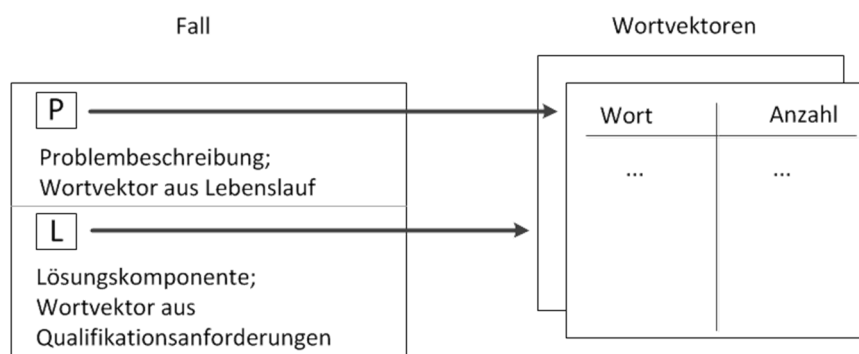 Fall
Wortvektoren
P
Problembeschreibung;
Wortvektor aus Lebenslauf
L
Lösungskomponente;
Wortvektor aus
Qualifikationsanforderungen
Wort Anzahl
... ...